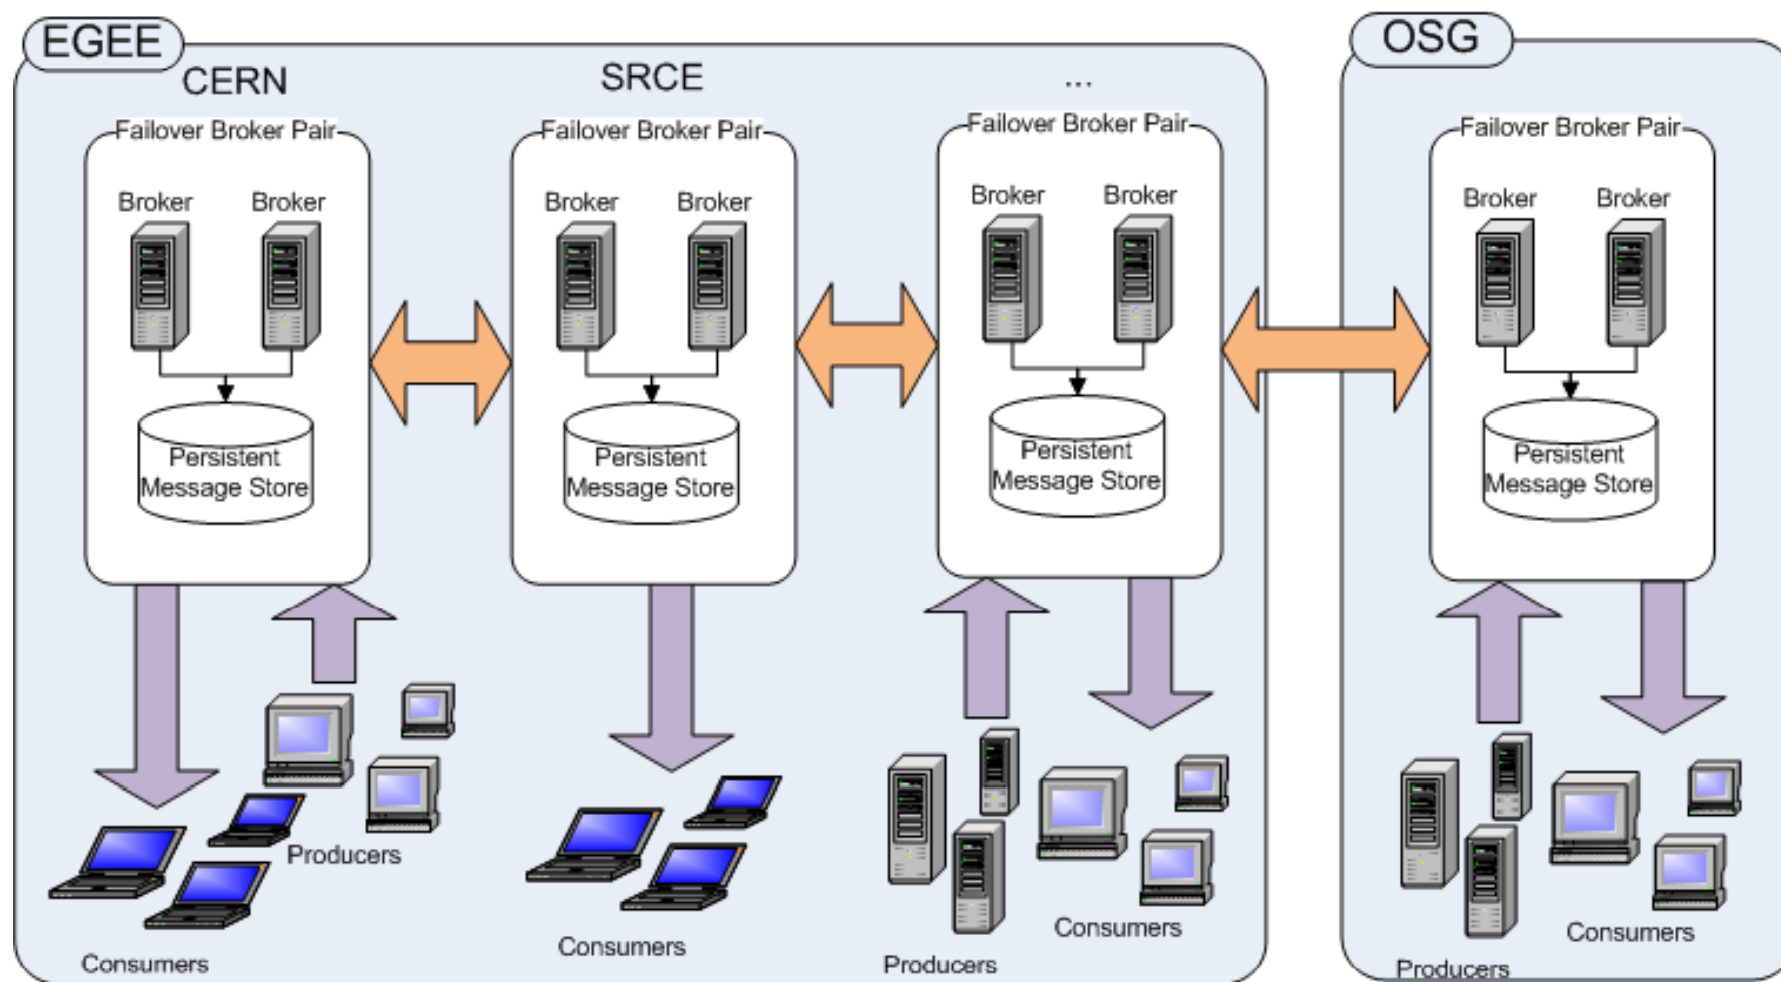 EGEE
OSG
CERN
SRCE
...
Failover Broker Pair
Failover Broker Pair
Failover Broker Pair
Failover Broker Pair
Broker
Broker
Broker
Broker
Broker
Broker
Broker
Broker
Persistent
Message Store
Persistent
Message Store
Persistent
Message Store
Persistent
Message Store
Producers
Consumers
Consumers
Producers
Consumers
Producers
Consumers